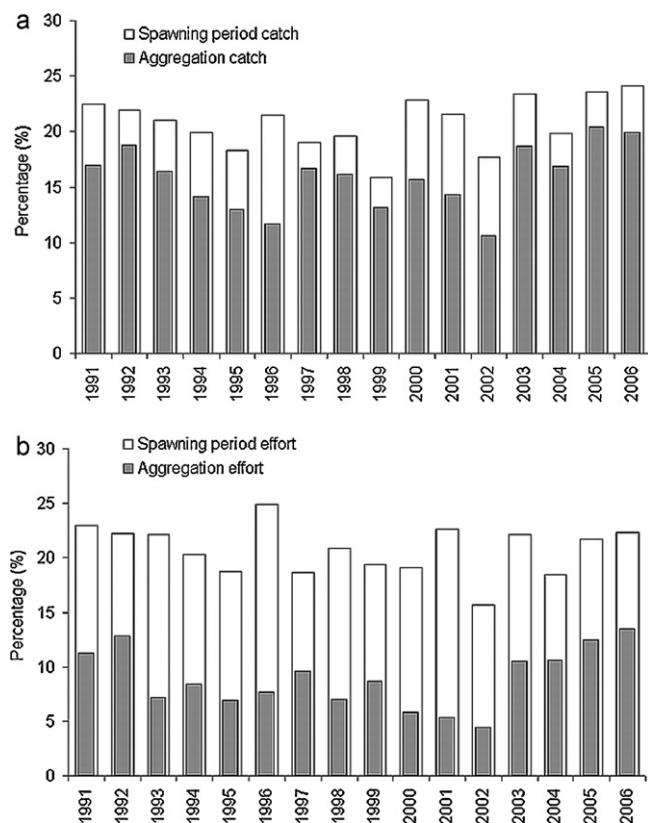 a
30
Spawning period catch
Aggregation catch
25
20
15
10
5
0
Percentage (%)
1991 1992 1993 1994 1995 1996 1997 1998 1999 2000 2001 2002 2003 2004 2005 2006
b
30
Spawning period effort
Aggregation effort
25
20
15
10
5
0
Percentage (%)
1991 1992 1993 1994 1995 1996 1997 1998 1999 2000 2001 2002 2003 2004 2005 2006